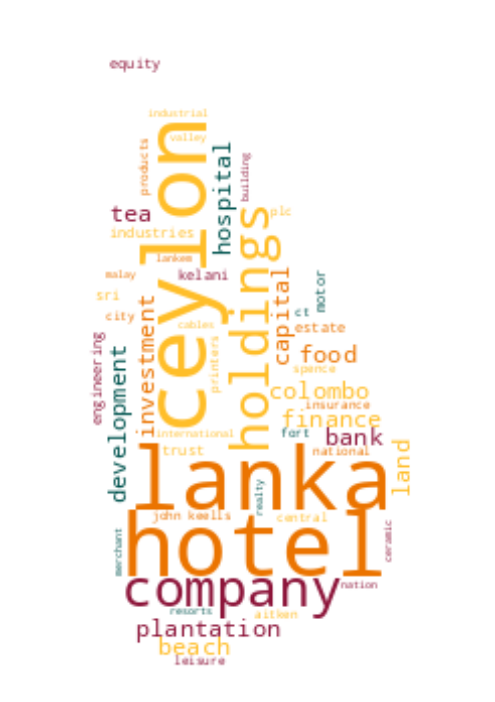 equity
industrial
valley
ceylon
products
hospital
building
tea
industries
holdings
plc
lankem
malay
kelani
capital
motor
sri
city
investment
cables
ct
estate
engineering
development
printers
food
spence
colombo
insurance
finance
international
fort
bank
trust
national
land
lanka
realty
john keells
central
hotel
merchant
ceramic
company
nation
resorts
aitken
plantation
beach
leisure